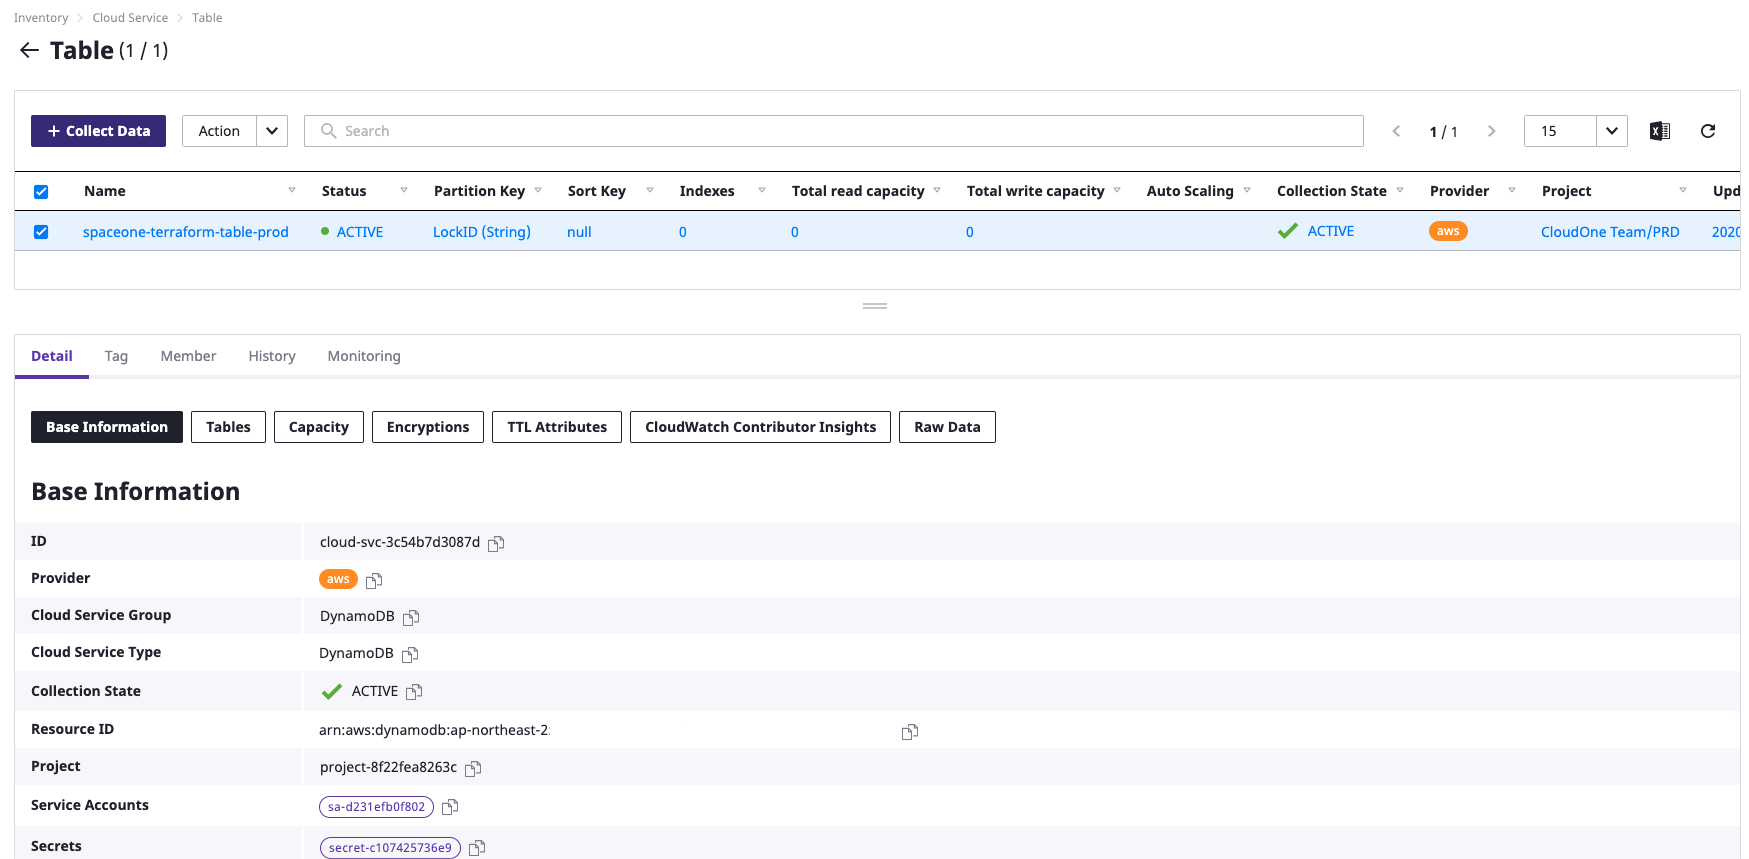 Inventory > Cloud Service > Table
Table (1 / 1)
+ Collect Data Action Search 1 / 1 15
Name Status Partition Key Sort Key Indexes Total read capacity Total write capacity Auto Scaling Collection State Provider Project Upd
spaceone-terraform-table-prod ACTIVE LockID (String) null 0 0 0 ACTIVE aws CloudOne Team/PRD 2020
Detail Tag Member History Monitoring
Base Information Tables Capacity Encryptions TTL Attributes CloudWatch Contributor Insights Raw Data
Base Information
ID cloud-svc-3c54b7d3087d
Provider aws
Cloud Service Group DynamoDB
Cloud Service Type DynamoDB
Collection State ACTIVE
Resource ID arn:aws:dynamodb:ap-northeast-2:
Project project-8f22fea8263c
Service Accounts sa-d231efb0f802
Secrets secret-c107425736e9